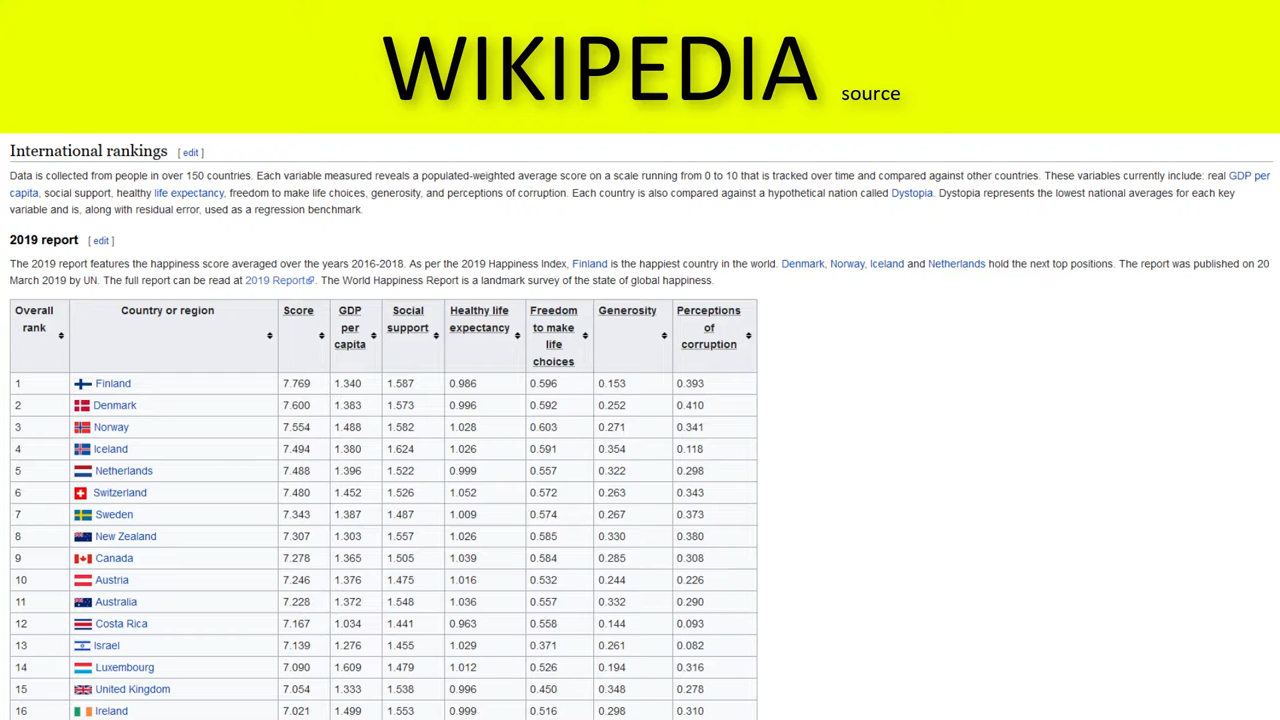 WIKIPEDIA source
International rankings [ edit ]
Data is collected from people in over 150 countries. Each variable measured reveals a populated-weighted average score on a scale running from 0 to 10 that is tracked over time and compared against other countries. These variables currently include: real GDP per
capita, social support, healthy life expectancy, freedom to make life choices, generosity, and perceptions of corruption. Each country is also compared against a hypothetical nation called Dystopia. Dystopia represents the lowest national averages for each key
variable and is, along with residual error, used as a regression benchmark.
2019 report [ edit ]
The 2019 report features the happiness score averaged over the years 2016-2018. As per the 2019 Happiness Index, Finland is the happiest country in the world. Denmark, Norway, Iceland and Netherlands hold the next top positions. The report was published on 20
March 2019 by UN. The full report can be read at 2019 Report. The World Happiness Report is a landmark survey of the state of global happiness.
Overall rank Country or region Score GDP per capita Social support Healthy life expectancy Freedom to make life choices Generosity Perceptions of corruption
1 Finland 7.769 1.340 1.587 0.986 0.596 0.153 0.393
2 Denmark 7.600 1.383 1.573 0.996 0.592 0.252 0.410
3 Norway 7.554 1.488 1.582 1.028 0.603 0.271 0.341
4 Iceland 7.494 1.380 1.624 1.026 0.591 0.354 0.118
5 Netherlands 7.488 1.396 1.522 0.999 0.557 0.322 0.298
6 Switzerland 7.480 1.452 1.526 1.052 0.572 0.263 0.343
7 Sweden 7.343 1.387 1.487 1.009 0.574 0.267 0.373
8 New Zealand 7.307 1.303 1.557 1.026 0.585 0.330 0.380
9 Canada 7.278 1.365 1.505 1.039 0.584 0.285 0.308
10 Austria 7.246 1.376 1.475 1.016 0.532 0.244 0.226
11 Australia 7.228 1.372 1.548 1.036 0.557 0.332 0.290
12 Costa Rica 7.167 1.034 1.441 0.963 0.558 0.144 0.093
13 Israel 7.139 1.276 1.455 1.029 0.371 0.261 0.082
14 Luxembourg 7.090 1.609 1.479 1.012 0.526 0.194 0.316
15 United Kingdom 7.054 1.333 1.538 0.996 0.450 0.348 0.278
16 Ireland 7.021 1.499 1.553 0.999 0.516 0.298 0.310